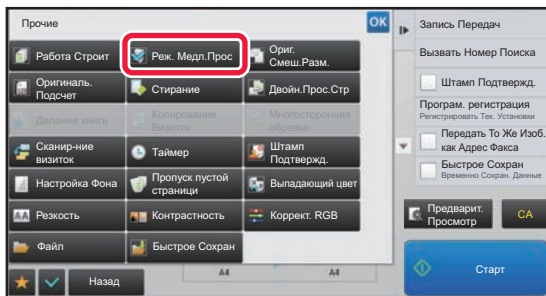 Прочие
OK
Работа Строит
Реж. Медл.Прос
Ориг.
Смеш.Разм.
Оригиналь.
Подсчет
Стирание
Двойн.Прос.Стр
Деление книги
Копирование
Визиток
Многосторонняя
обрезка
Сканир-ние
визиток
Таймер
Штамп
Подтвержд.
Настройка Фона
Пропуск пустой
страници
Выпадающий цвет
Резкость
Контрастность
Коррект. RGB
Файл
Быстрое Сохран
Назад
A4
A4
Запись Передач
Вызвать Номер Поиска
Штамп Подтвержд.
Програм. регистрация
Регистрировать Тек. Установки
Передать То Же Изоб.
как Адрес Факса
Быстрое Сохран
Временно Сохран. Данные
Предварит.
Просмотр
CA
Старт